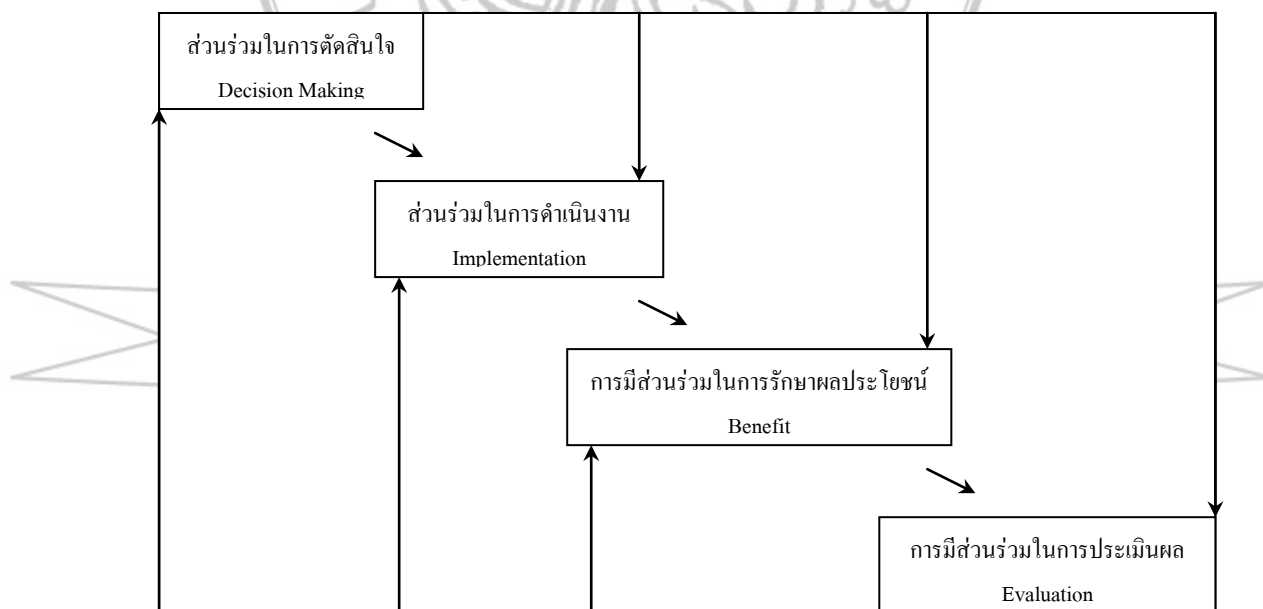 ส่วนร่วมในการตัดสินใจ
Decision Making
ส่วนร่วมในการดำเนินงาน
Implementation
การมีส่วนร่วมในการรักษาผลประโยชน์
Benefit
การมีส่วนร่วมในการประเมินผล
Evaluation